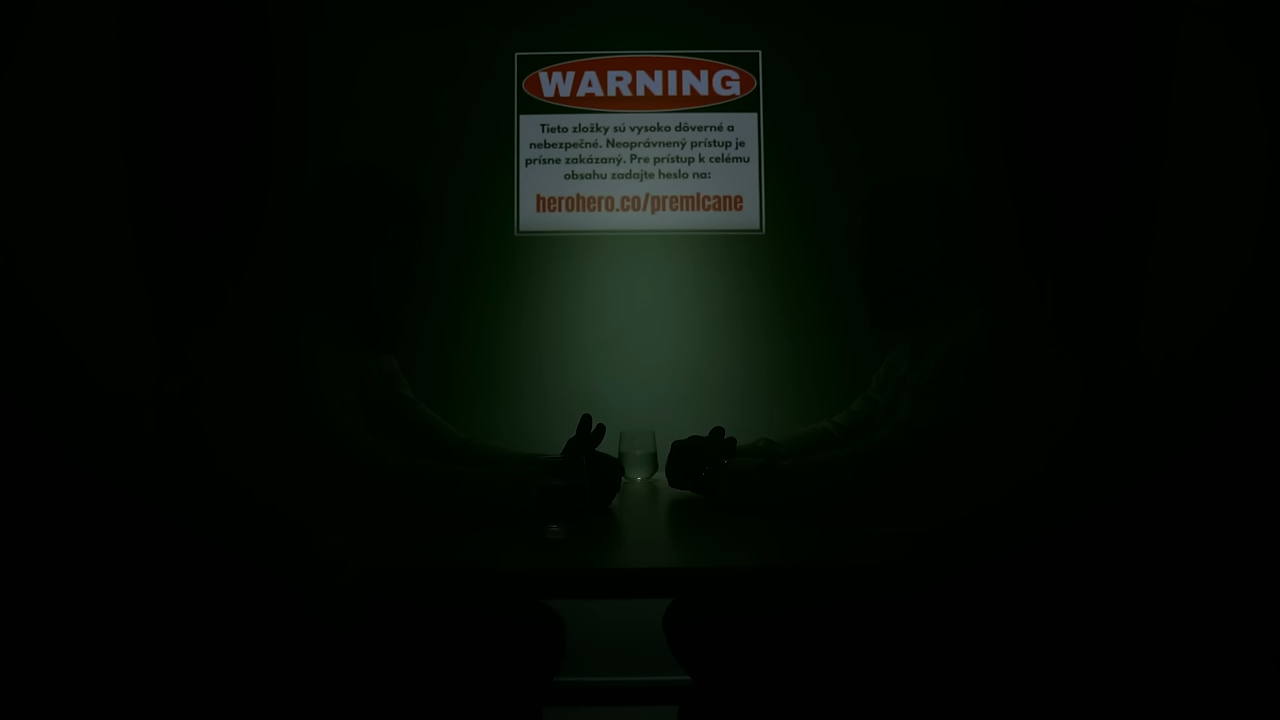 WARNING
Tieto zložky sú vysoko dôverné a
nebezpečné. Neoprávnený prístup je
prísne zakázaný. Pre prístup k celému
obsahu zadajte heslo na:
herohero.co/premlcane